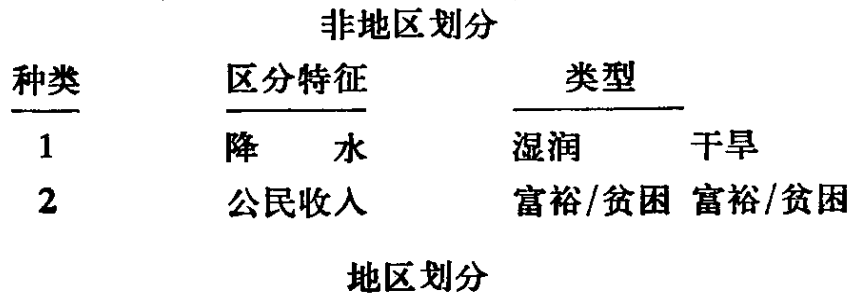 非地区划分
种类 区分特征 类型
1 降 水 湿润 干旱
2 公民收入 富裕/贫困 富裕/贫困
地区划分